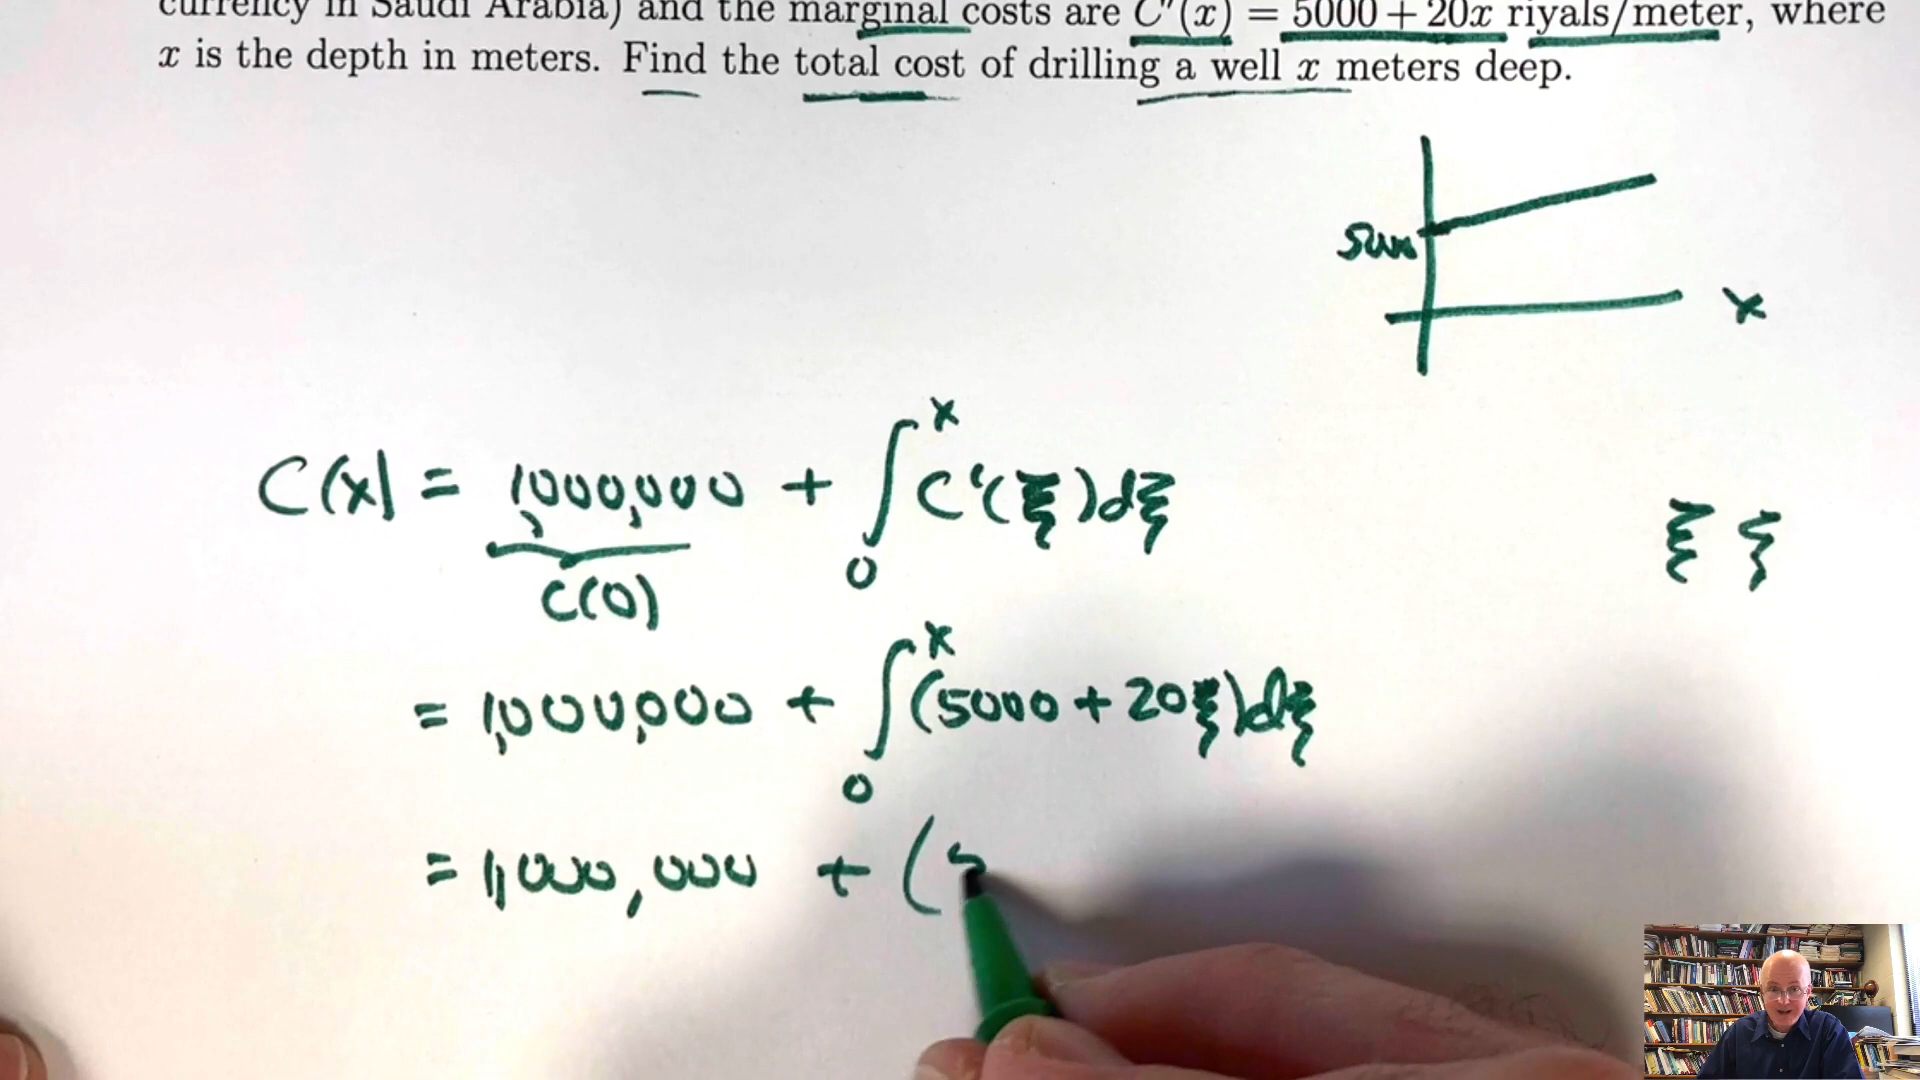 currency in Saudi Arabia) and the marginal costs are C′(x) = 5000 + 20x riyals/meter, where
x is the depth in meters. Find the total cost of drilling a well x meters deep.
5000
x
C(x) = 1,000,000 + ∫₀ˣ C'(ξ)dξ
C(0)
ξ ξ
= 1,000,000 + ∫₀ˣ (5000 + 20ξ)dξ
= 1,000,000 + (5